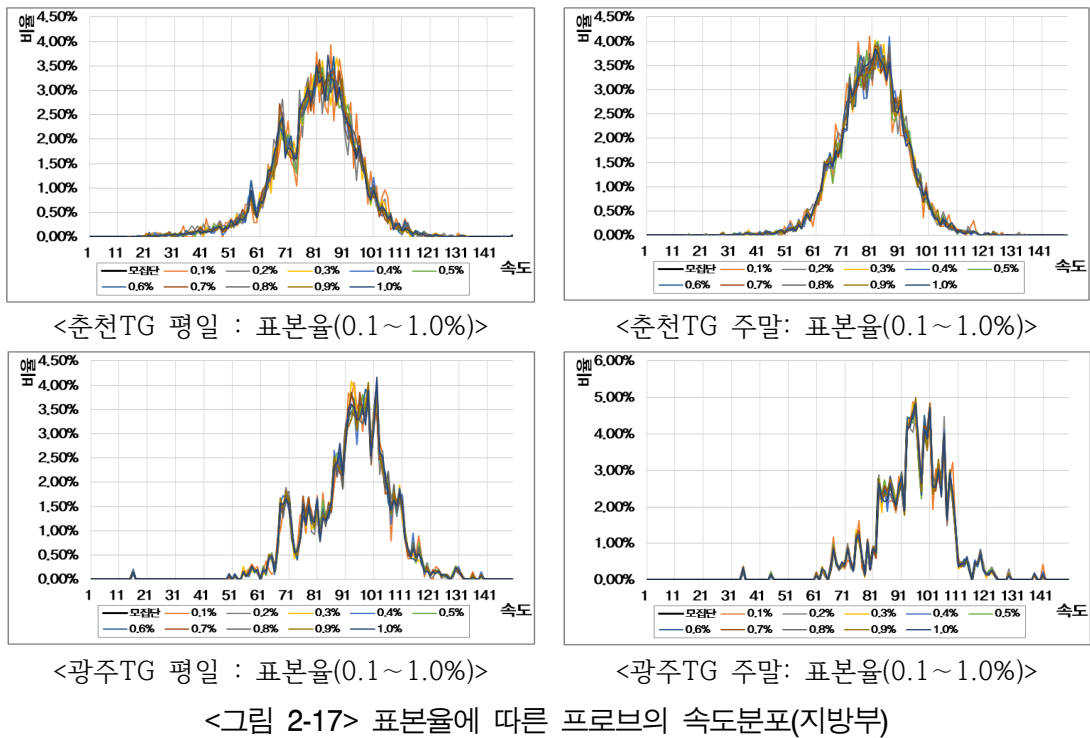 비율
4.50%
4.00%
3.50%
3.00%
2.50%
2.00%
1.50%
1.00%
0.50%
0.00%
1 11 21 31 41 51 61 71 81 91 101 111 121 131 141 속도
모집단 0.1% 0.2% 0.3% 0.4% 0.5%
0.6% 0.7% 0.8% 0.9% 1.0%
<춘천TG 평일 : 표본율(0.1~1.0%)>
비율
4.50%
4.00%
3.50%
3.00%
2.50%
2.00%
1.50%
1.00%
0.50%
0.00%
1 11 21 31 41 51 61 71 81 91 101 111 121 131 141 속도
모집단 0.1% 0.2% 0.3% 0.4% 0.5%
0.6% 0.7% 0.8% 0.9% 1.0%
<춘천TG 주말: 표본율(0.1~1.0%)>
비율
4.50%
4.00%
3.50%
3.00%
2.50%
2.00%
1.50%
1.00%
0.50%
0.00%
1 11 21 31 41 51 61 71 81 91 101 111 121 131 141 속도
모집단 0.1% 0.2% 0.3% 0.4% 0.5%
0.6% 0.7% 0.8% 0.9% 1.0%
<광주TG 평일 : 표본율(0.1~1.0%)>
비율
6.00%
5.00%
4.00%
3.00%
2.00%
1.00%
0.00%
1 11 21 31 41 51 61 71 81 91 101 111 121 131 141 속도
모집단 0.1% 0.2% 0.3% 0.4% 0.5%
0.6% 0.7% 0.8% 0.9% 1.0%
<광주TG 주말: 표본율(0.1~1.0%)>
<그림 2-17> 표본율에 따른 프로브의 속도분포(지방부)